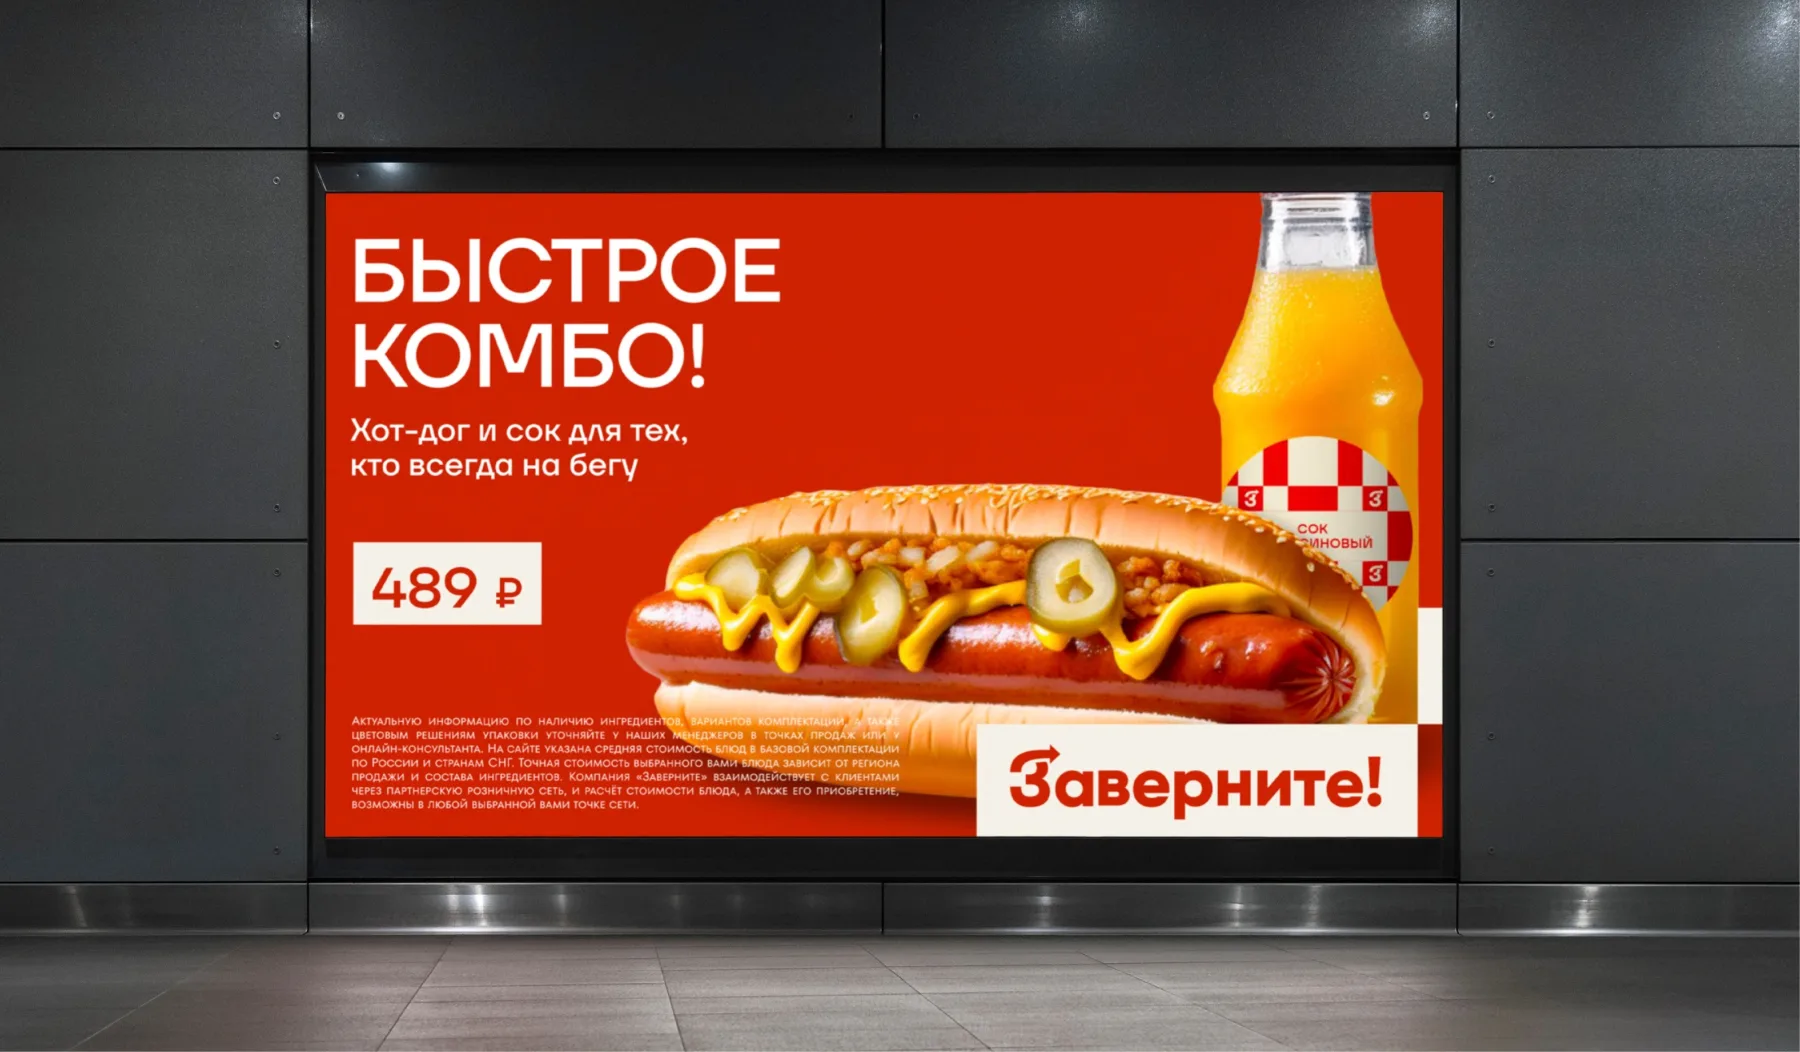 БЫСТРОЕ
КОМБО!
Хот-дог и сок для тех,
кто всегда на бегу
489 ₽
СОК
Актуальную информацию по наличию ингредиентов, вариантов комплектации, а также
цветовым решениям упаковки уточняйте у наших менеджеров в точках продаж или у
онлайн-консультанта. На сайте указана средняя стоимость блюд в базовой комплектации
по России и странам СНГ. Точная стоимость выбранного вами блюда зависит от региона
продажи и состава ингредиентов. Компания «Заверните» взаимодействует с клиентами
через партнерскую розничную сеть, и расчёт стоимости блюда, а также его приобретение,
возможны в любой выбранной вами точке сети.
Заверните!